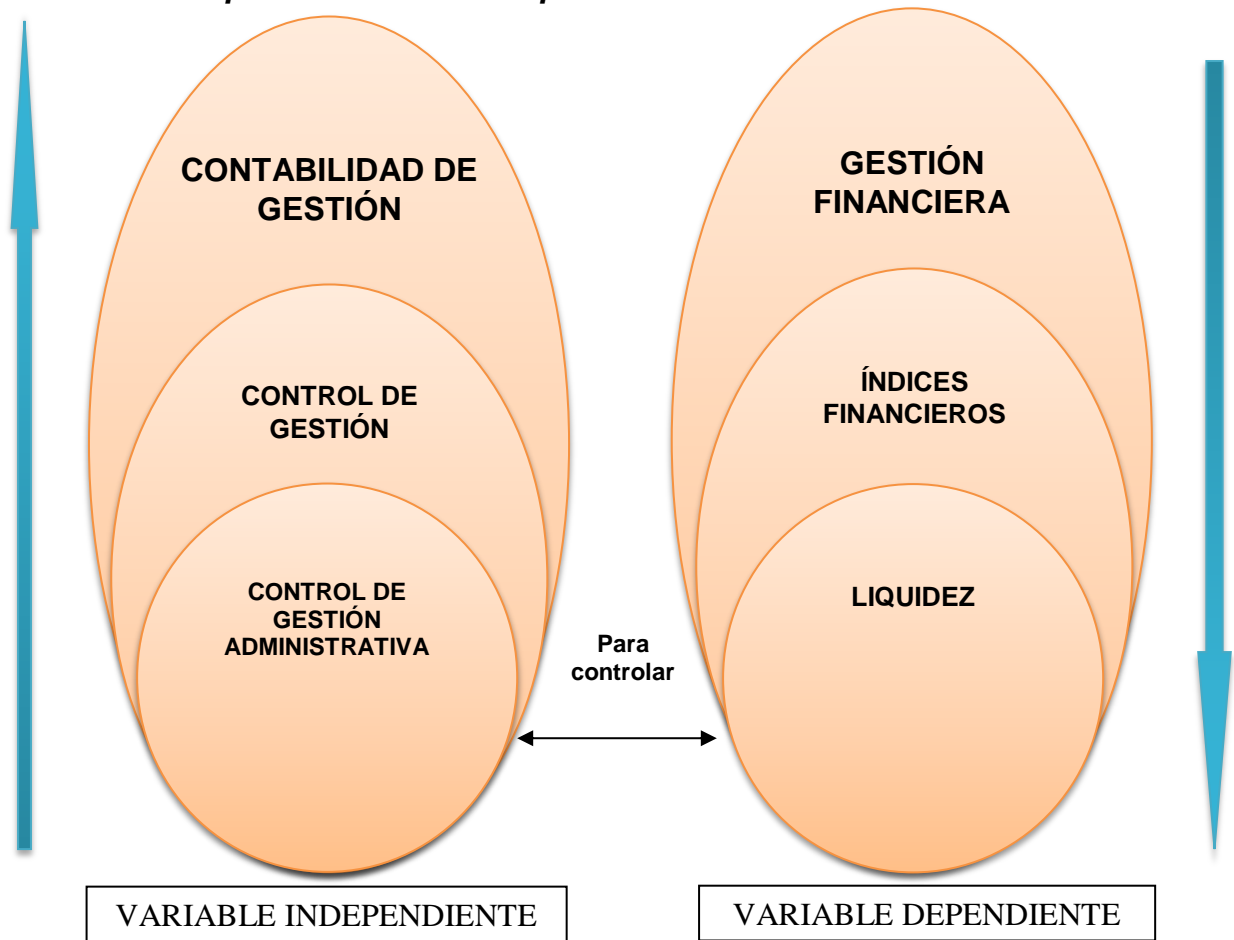 CONTABILIDAD DE
GESTIÓN
CONTROL DE
GESTIÓN
CONTROL DE
GESTIÓN
ADMINISTRATIVA
Para
controlar
GESTIÓN
FINANCIERA
ÍNDICES
FINANCIEROS
LIQUIDEZ
VARIABLE INDEPENDIENTE
VARIABLE DEPENDIENTE